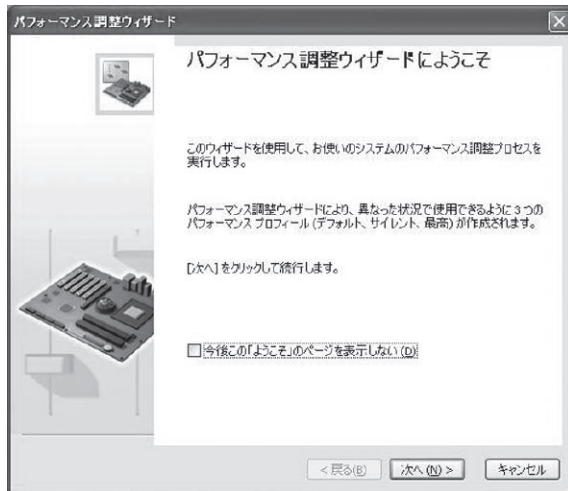 パフォーマンス調整ウィザード
パフォーマンス調整ウィザードにようこそ
このウィザードを使用して、お使いのシステムのパフォーマンス調整プロセスを
実行します。
パフォーマンス調整ウィザードにより、異なった状況で使用できるように3つの
パフォーマンス プロフィール (デフォルト、サイレント、最高) が作成されます。
[次へ] をクリックして続行します。
今後この「ようこそ」のページを表示しない (D)
< 戻る(B)
次へ (N) >
キャンセル